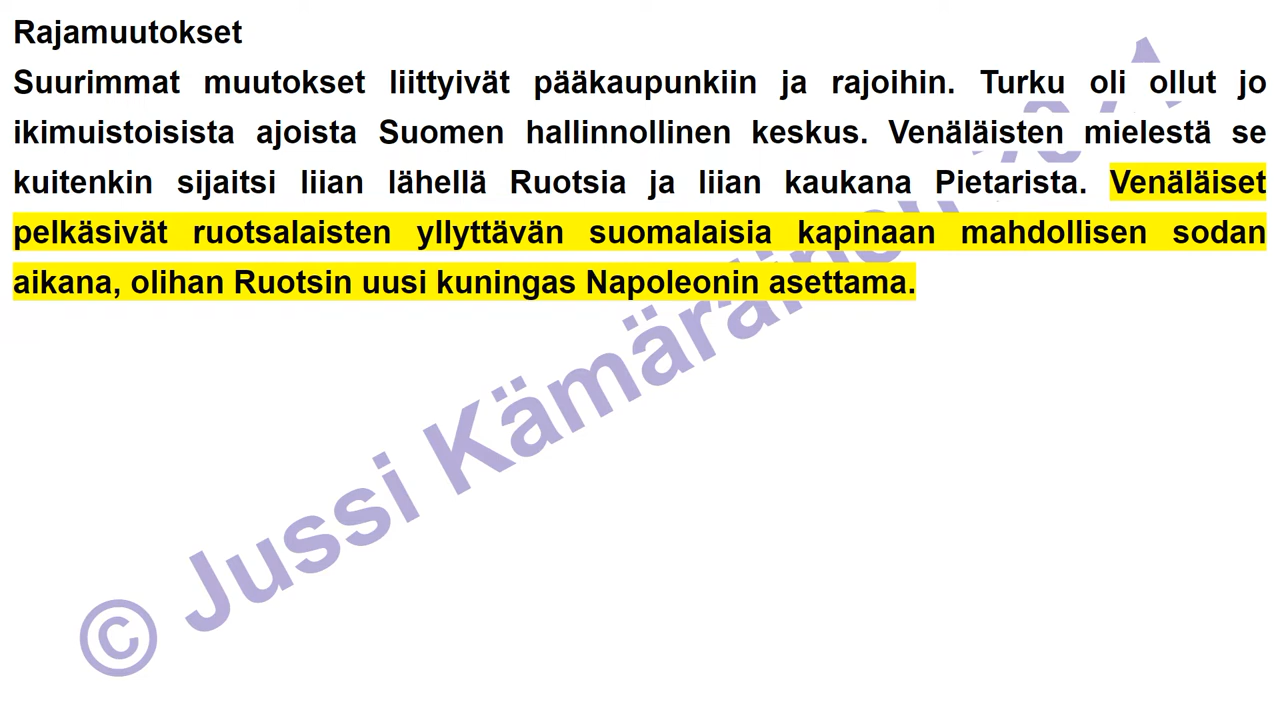 Rajamuutokset
Suurimmat muutokset liittyivät pääkaupunkiin ja rajoihin. Turku oli ollut jo
ikimuistoisista ajoista Suomen hallinnollinen keskus. Venäläisten mielestä se
kuitenkin sijaitsi liian lähellä Ruotsia ja liian kaukana Pietarista. Venäläiset
pelkäsivät ruotsalaisten yllyttävän suomalaisia kapinaan mahdollisen sodan
aikana, olihan Ruotsin uusi kuningas Napoleonin asettama.
© Jussi Kämäräinen